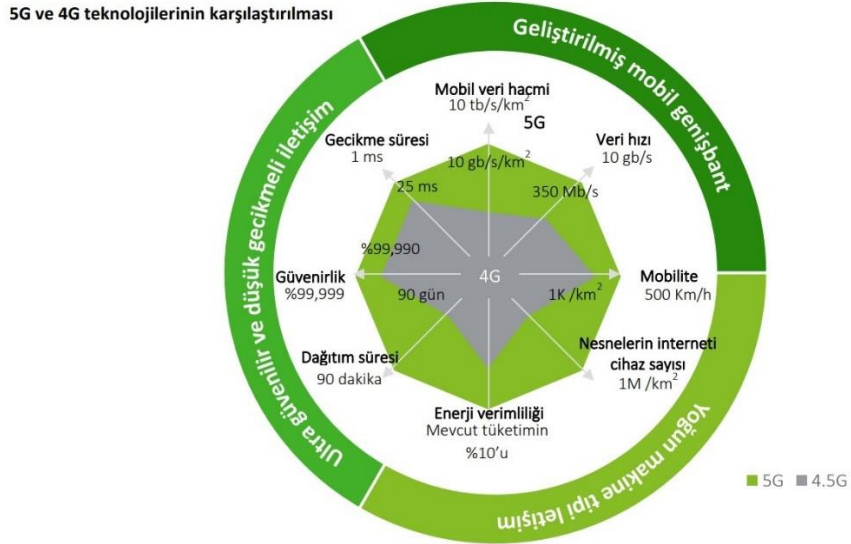 5G ve 4G teknolojilerinin karşılaştırılması
Geliştirilmiş mobil genişbant
Ultra güvenilir ve düşük gecikmeli iletişim
Yoğun makine tipi letişim
Mobil veri haçmi
10 tb/s/km²
5G
Gecikme süresi
1 ms
Veri hızı
10 gb/s
10 gb/s/km²
25 ms
350 Mb/s
%99,990
Güvenirlik
%99,999
4G
90 gün
1K /km²
Mobilite
500 Km/h
Dağıtım süresi
90 dakika
Nesnelerin interneti
cihaz sayısı
1M /km²
Enerji verimliliği
Mevcut tüketimin
%10’u
5G
4.5G